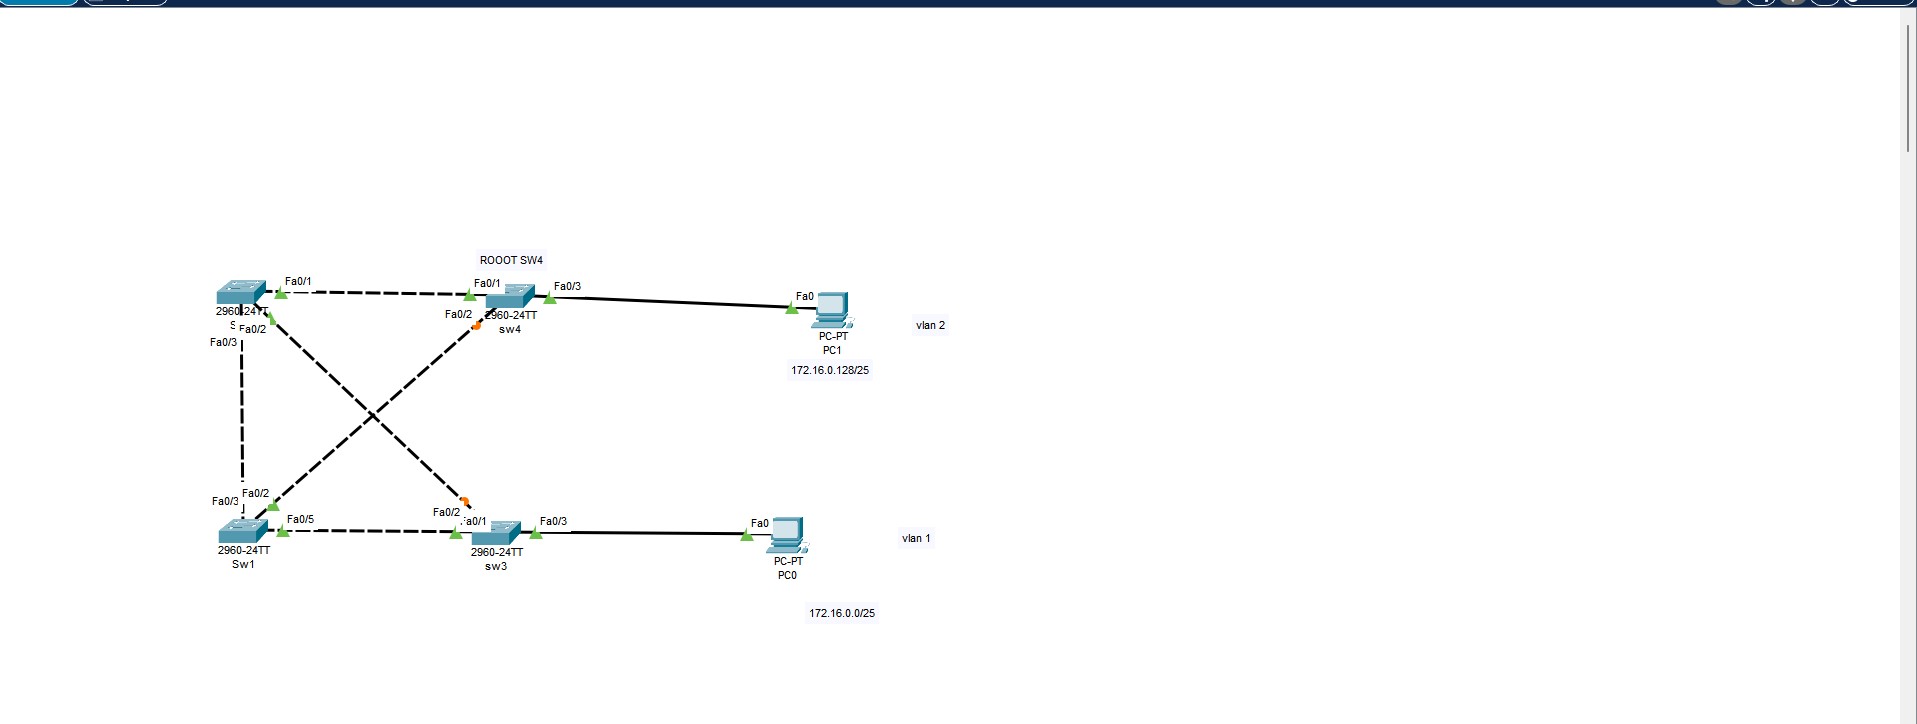 ROOOT SW4
Fa0/1
Fa0/1
Fa0/3
Fa0
2960-24TT
Fa0/2
2960-24TT
sw4
vlan 2
S
Fa0/2
Fa0/3
PC-PT
PC1
172.16.0.128/25
Fa0/3
Fa0/2
Fa0/5
Fa0/2
Fa0/1
Fa0/3
Fa0
vlan 1
2960-24TT
Sw1
2960-24TT
sw3
PC-PT
PC0
172.16.0.0/25